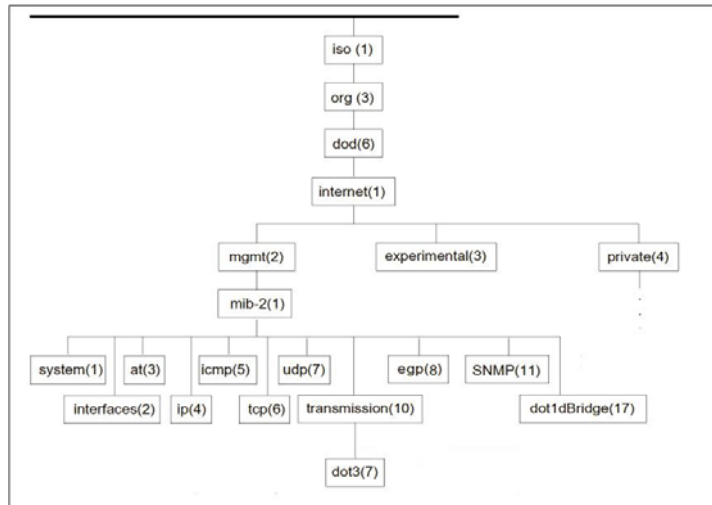 iso (1)
org (3)
dod(6)
internet(1)
mgmt(2) experimental(3) private(4)
mib-2(1)
system(1) at(3) icmp(5) udp(7) egp(8) SNMP(11)
interfaces(2) ip(4) tcp(6) transmission(10) dot1dBridge(17)
dot3(7)